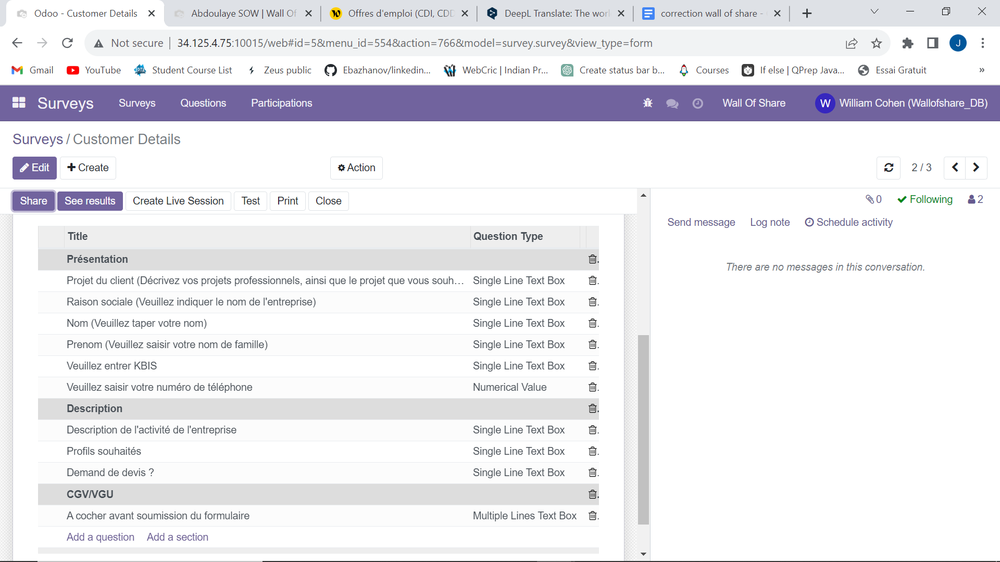 Odoo - Customer Details
Abdoulaye SOW | Wall Of
Offres d'emploi (CDI, CDD
DeepL Translate: The worl
correction wall of share -
Not secure
34.125.4.75:10015/web#id=5&menu_id=554&action=766&model=survey.survey&view_type=form
J
Gmail
YouTube
EPITA
Student Course List
Zeus public
Ebazhanov/linkedin...
WebCric | Indian Pr...
Create status bar b...
Courses
If else | QPrep Java...
Essai Gratuit
»
Surveys
Surveys
Questions
Participations
Wall Of Share
W
William Cohen (Wallofshare_DB)
Surveys / Customer Details
Edit
Create
Action
2 / 3
Share
See results
Create Live Session
Test
Print
Close
0
Following
2
Send message
Log note
Schedule activity
There are no messages in this conversation.
Title
Question Type
Présentation
Projet du client (Décrivez vos projets professionnels, ainsi que le projet que vous souh... Single Line Text Box
Raison sociale (Veuillez indiquer le nom de l'entreprise) Single Line Text Box
Nom (Veuillez taper votre nom) Single Line Text Box
Prenom (Veuillez saisir votre nom de famille) Single Line Text Box
Veuillez entrer KBIS Single Line Text Box
Veuillez saisir votre numéro de téléphone Numerical Value
Description
Description de l'activité de l'entreprise Single Line Text Box
Profils souhaités Single Line Text Box
Demand de devis ? Single Line Text Box
CGV/VGU
A cocher avant soumission du formulaire Multiple Lines Text Box
Add a question
Add a section